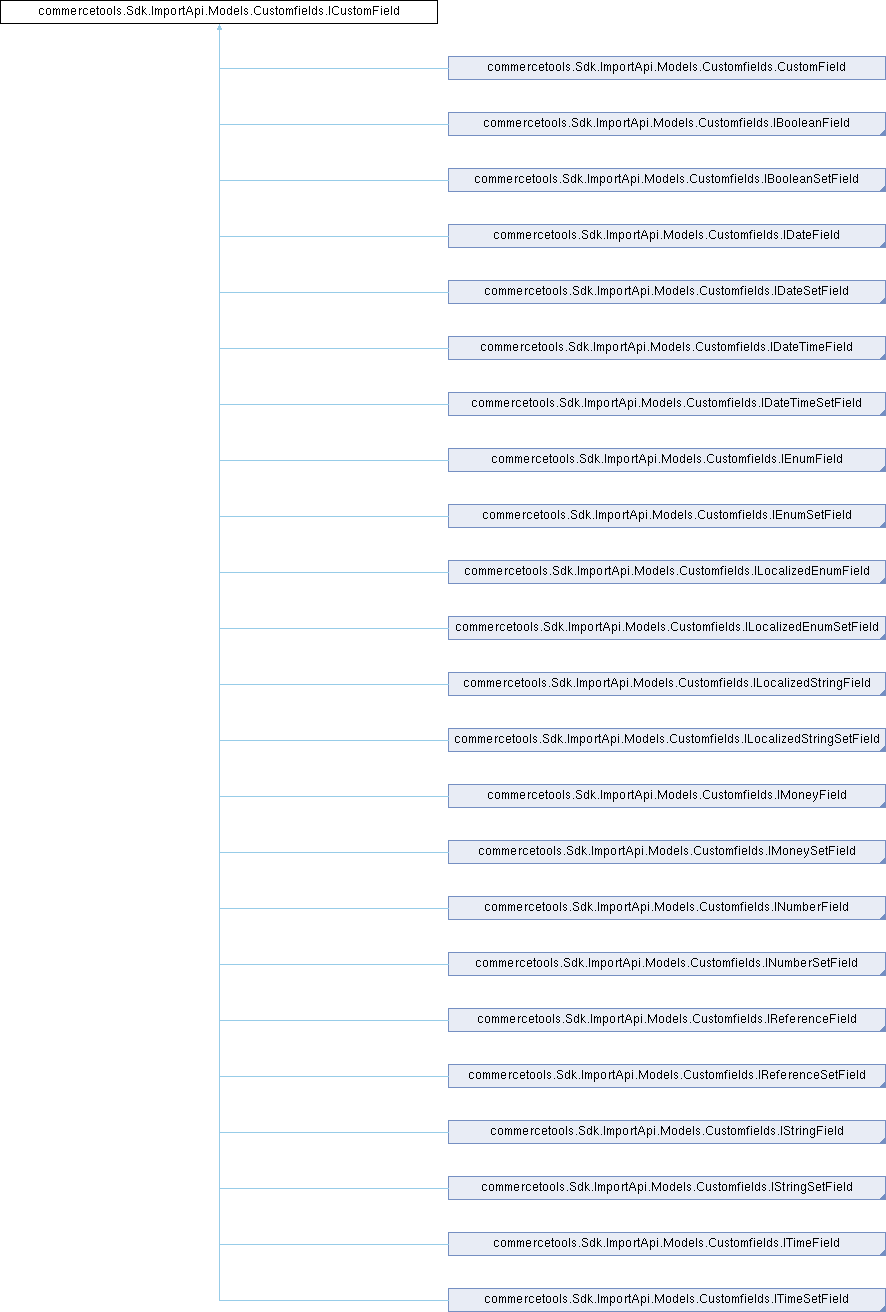 commercetools.Sdk.ImportApi.Models.Customfields.ICustomField
commercetools.Sdk.ImportApi.Models.Customfields.CustomField
commercetools.Sdk.ImportApi.Models.Customfields.IBooleanField
commercetools.Sdk.ImportApi.Models.Customfields.IBooleanSetField
commercetools.Sdk.ImportApi.Models.Customfields.IDateField
commercetools.Sdk.ImportApi.Models.Customfields.IDateSetField
commercetools.Sdk.ImportApi.Models.Customfields.IDateTimeField
commercetools.Sdk.ImportApi.Models.Customfields.IDateTimeSetField
commercetools.Sdk.ImportApi.Models.Customfields.IEnumField
commercetools.Sdk.ImportApi.Models.Customfields.IEnumSetField
commercetools.Sdk.ImportApi.Models.Customfields.ILocalizedEnumField
commercetools.Sdk.ImportApi.Models.Customfields.ILocalizedEnumSetField
commercetools.Sdk.ImportApi.Models.Customfields.ILocalizedStringField
commercetools.Sdk.ImportApi.Models.Customfields.ILocalizedStringSetField
commercetools.Sdk.ImportApi.Models.Customfields.IMoneyField
commercetools.Sdk.ImportApi.Models.Customfields.IMoneySetField
commercetools.Sdk.ImportApi.Models.Customfields.INumberField
commercetools.Sdk.ImportApi.Models.Customfields.INumberSetField
commercetools.Sdk.ImportApi.Models.Customfields.IReferenceField
commercetools.Sdk.ImportApi.Models.Customfields.IReferenceSetField
commercetools.Sdk.ImportApi.Models.Customfields.IStringField
commercetools.Sdk.ImportApi.Models.Customfields.IStringSetField
commercetools.Sdk.ImportApi.Models.Customfields.ITimeField
commercetools.Sdk.ImportApi.Models.Customfields.ITimeSetField